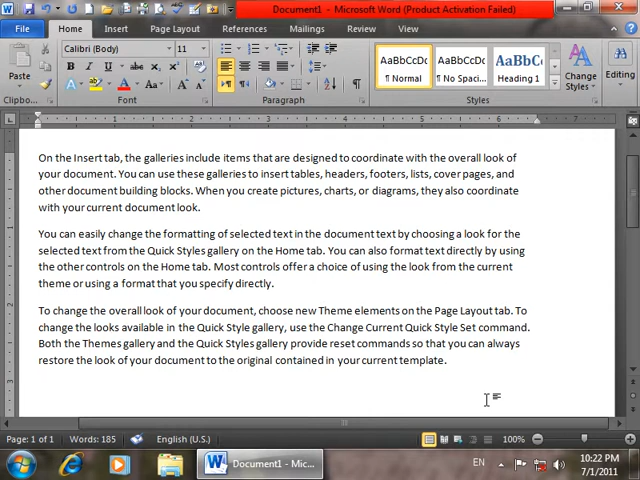 Document1 - Microsoft Word (Product Activation Failed)
File Home Insert Page Layout References Mailings Review View
Calibri (Body) 11
Paste
B I U abc x₂ x²
A ab A Aa A A
AaBbCcDc AaBbCcDc AaBbC
¶ Normal ¶ No Spaci... Heading 1
Change Styles
Editing
Clipboa... Font Paragraph Styles
1 2 3 4 5 6
On the Insert tab, the galleries include items that are designed to coordinate with the overall look of
your document. You can use these galleries to insert tables, headers, footers, lists, cover pages, and
other document building blocks. When you create pictures, charts, or diagrams, they also coordinate
with your current document look.
You can easily change the formatting of selected text in the document text by choosing a look for the
selected text from the Quick Styles gallery on the Home tab. You can also format text directly by using
the other controls on the Home tab. Most controls offer a choice of using the look from the current
theme or using a format that you specify directly.
To change the overall look of your document, choose new Theme elements on the Page Layout tab. To
change the looks available in the Quick Style gallery, use the Change Current Quick Style Set command.
Both the Themes gallery and the Quick Styles gallery provide reset commands so that you can always
restore the look of your document to the original contained in your current template.
Page: 1 of 1 Words: 185 English (U.S.) 100%
Document1 - Mic... EN 10:22 PM
7/1/2011